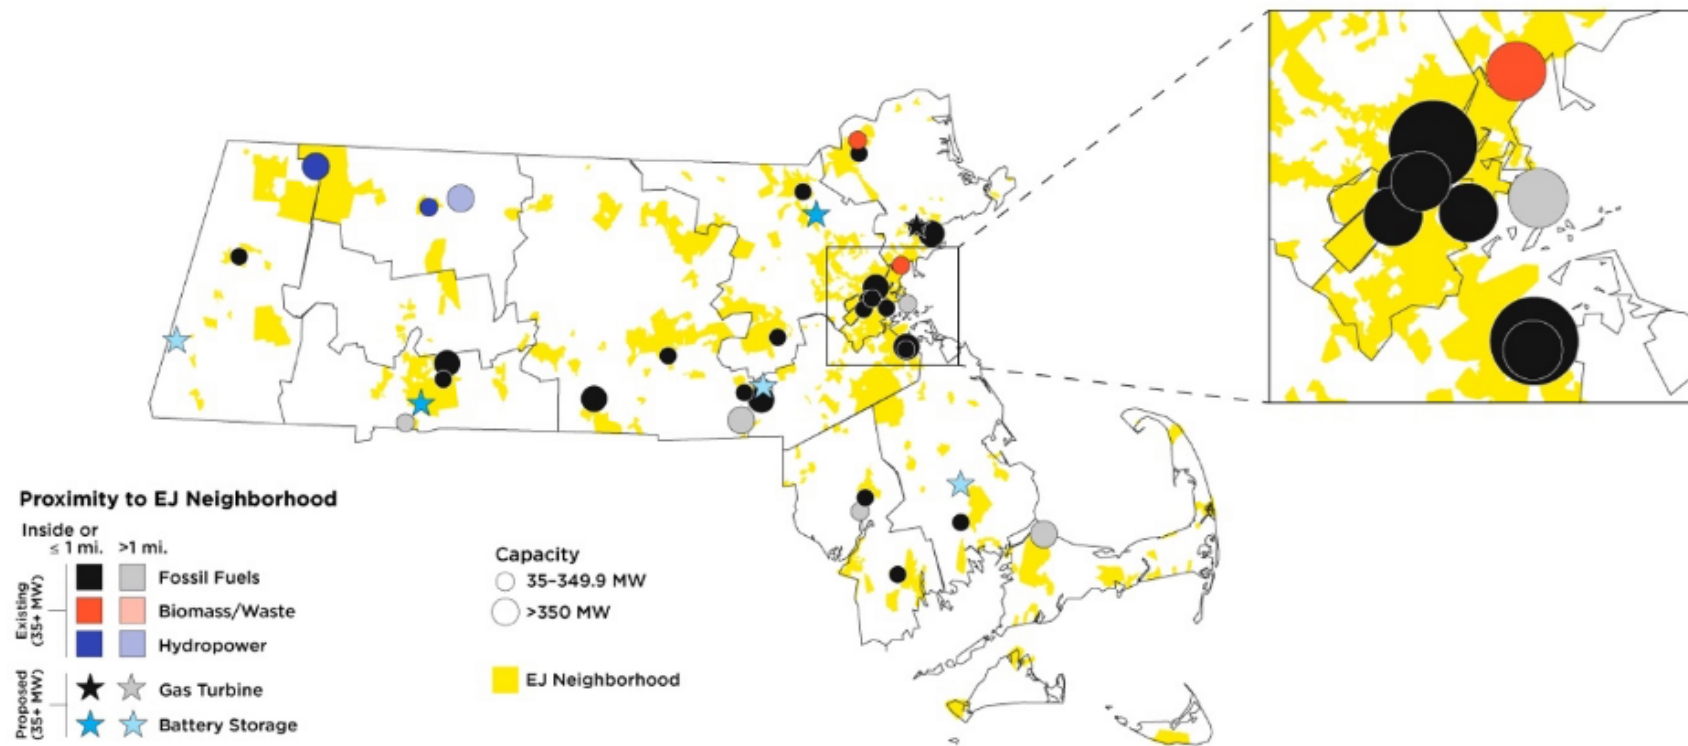 Proximity to EJ Neighborhood
Inside or
≤ 1 mi. >1 mi.
Existing
(35+ MW)
Fossil Fuels
Biomass/Waste
Hydropower
Proposed
(35+ MW)
Gas Turbine
Battery Storage
Capacity
35–349.9 MW
>350 MW
EJ Neighborhood